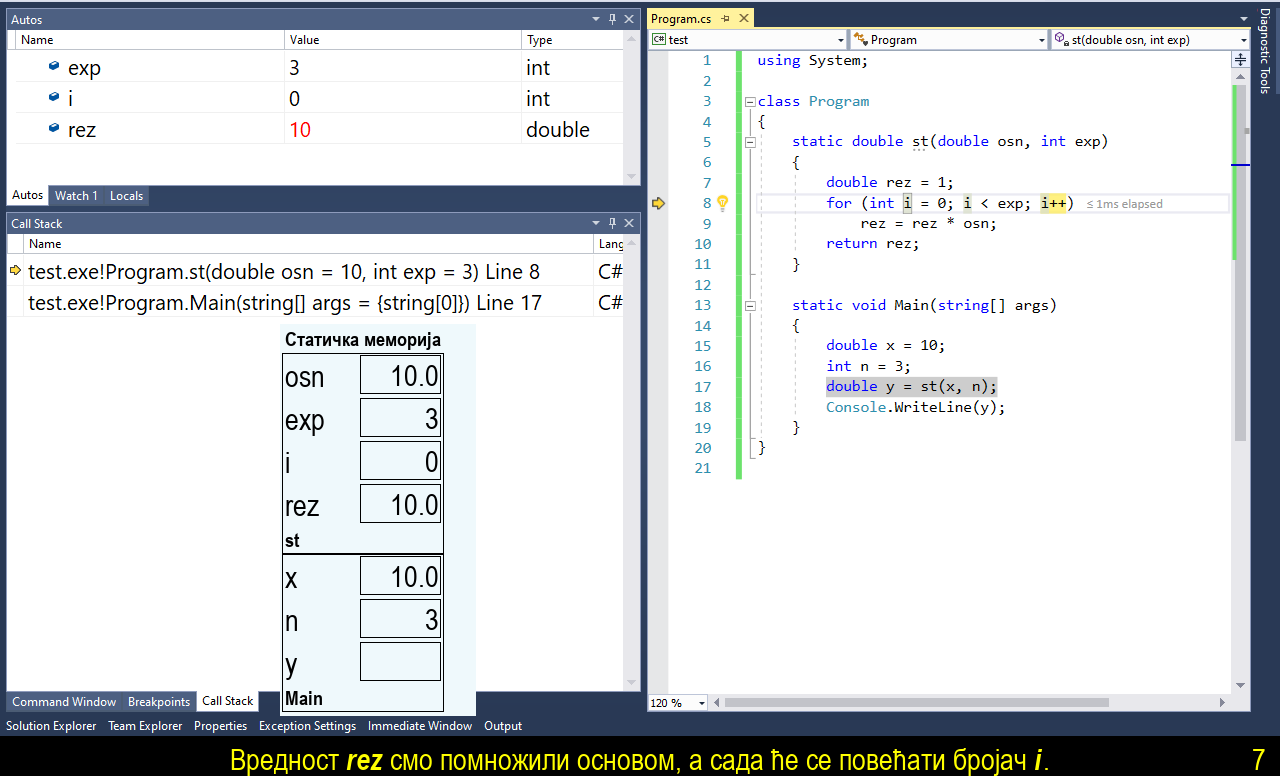 Autos
Name Value Type
exp 3 int
i 0 int
rez 10 double
Autos Watch 1 Locals
Call Stack
Name Lang
test.exe!Program.st(double osn = 10, int exp = 3) Line 8 C#
test.exe!Program.Main(string[] args = {string[0]}) Line 17 C#
Статичка меморија
osn 10.0
exp 3
i 0
rez 10.0
st
x 10.0
n 3
y
Main
Command Window Breakpoints Call Stack
Solution Explorer Team Explorer Properties Exception Settings Immediate Window Output
Program.cs
C# test Program st(double osn, int exp)
1 using System;
2
3 class Program
4 {
5 static double st(double osn, int exp)
6 {
7 double rez = 1;
8 for (int i = 0; i < exp; i++) ≤ 1ms elapsed
9 rez = rez * osn;
10 return rez;
11 }
12
13 static void Main(string[] args)
14 {
15 double x = 10;
16 int n = 3;
17 double y = st(x, n);
18 Console.WriteLine(y);
19 }
20 }
21
120 %
Diagnostic Tools
Вредност rez смо помножили основом, а сада ће се повећати бројач i. 7